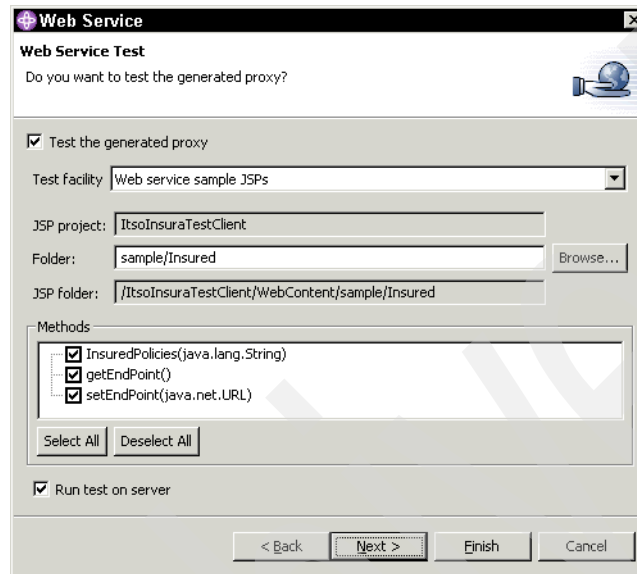 Web Service
Web Service Test
Do you want to test the generated proxy?
Test the generated proxy
Test facility Web service sample JSPs
JSP project: ItsoInsuraTestClient
Folder: sample/Insured Browse...
JSP folder: /ItsoInsuraTestClient/WebContent/sample/Insured
Methods
InsuredPolicies(java.lang.String)
getEndPoint()
setEndPoint(java.net.URL)
Select All Deselect All
Run test on server
< Back Next > Finish Cancel